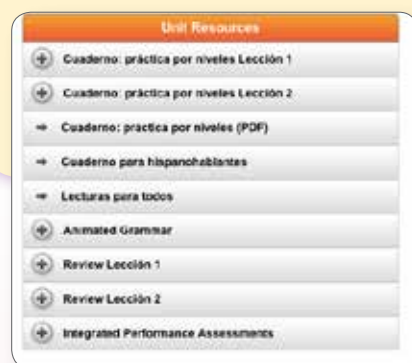 Unit Resources
Cuaderno: práctica por niveles Lección 1
Cuaderno: práctica por niveles Lección 2
Cuaderno: practica por niveles (PDF)
Cuaderno para hispanohablantes
Lecturas para todos
Animated Grammar
Review Lección 1
Review Lección 2
Integrated Performance Assessments